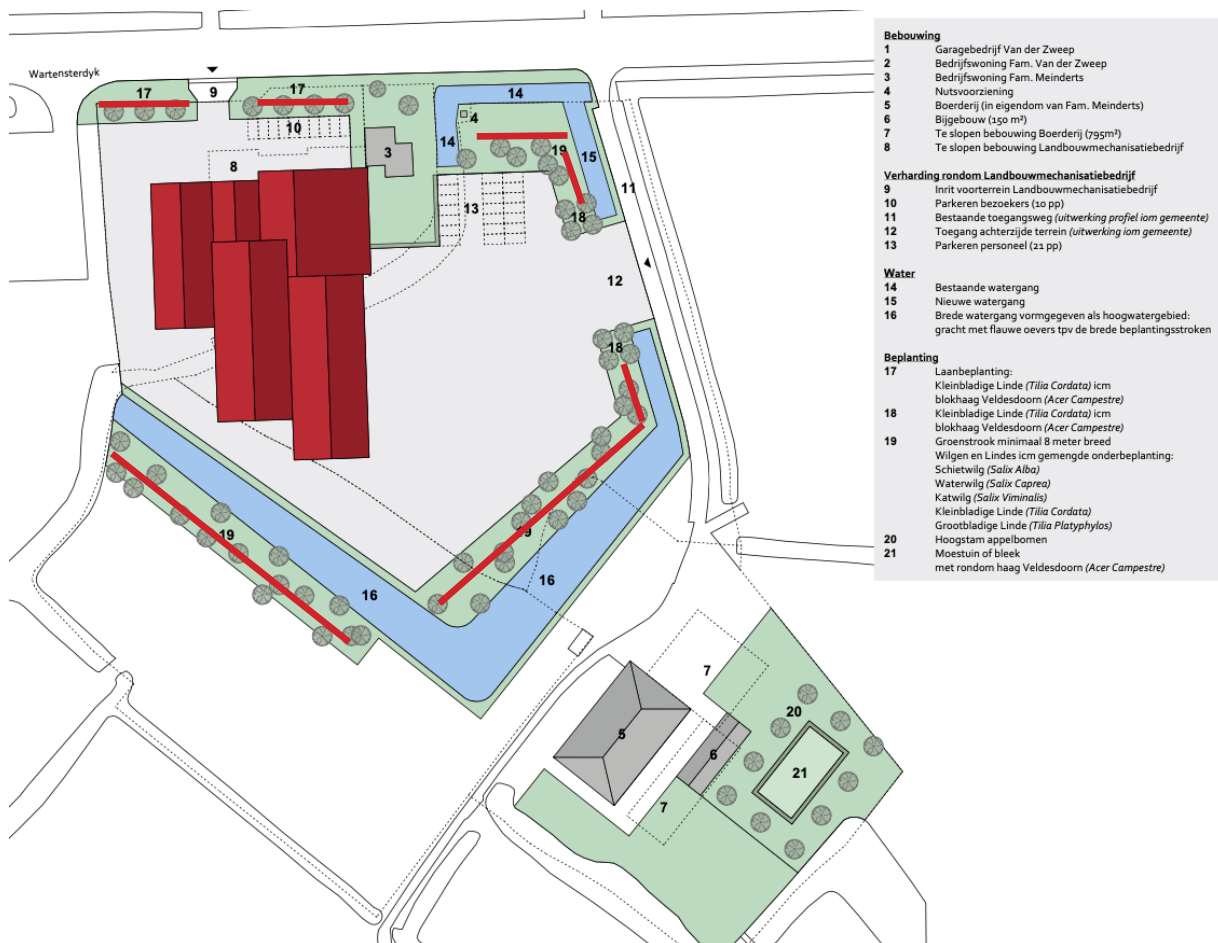 Wartensterdyk
17
9
17
10
14
4
14
3
8
19
15
11
13
18
12
18
19
19
16
16
7
5
6
20
21
7
Bebouwing
1 Garagebedrijf Van der Zweep
2 Bedrijfswoning Fam. Van der Zweep
3 Bedrijfswoning Fam. Meinderts
4 Nutsvoorziening
5 Boerderij (in eigendom van Fam. Meinderts)
6 Bijgebouw (150 m²)
7 Te slopen bebouwing Boerderij (795m²)
8 Te slopen bebouwing Landbouwmechanisatiebedrijf
Verharding rondom Landbouwmechanisatiebedrijf
9 Inrit voorterrein Landbouwmechanisatiebedrijf
10 Parkeren bezoekers (10 pp)
11 Bestaande toegangsweg (uitwerking profiel iom gemeente)
12 Toegang achterzijde terrein (uitwerking iom gemeente)
13 Parkeren personeel (21 pp)
Water
14 Bestaande watergang
15 Nieuwe watergang
16 Brede watergang vormgegeven als hoogwatergebied:
gracht met flauwe oevers tpv de brede beplantingsstroken
Beplanting
17 Laanbeplanting:
Kleinbladige Linde (Tilia Cordata) icm
blokhaag Veldesdoorn (Acer Campestre)
18 Kleinbladige Linde (Tilia Cordata) icm
blokhaag Veldesdoorn (Acer Campestre)
19 Groenstrook minimaal 8 meter breed
Wilgen en Lindes icm gemengde onderbeplanting:
Schietwilg (Salix Alba)
Waterwilg (Salix Caprea)
Katwilg (Salix Viminalis)
Kleinbladige Linde (Tilia Cordata)
Grootbladige Linde (Tilia Platyphylos)
20 Hoogstam appelbomen
21 Moestuin of bleek
met rondom haag Veldesdoorn (Acer Campestre)